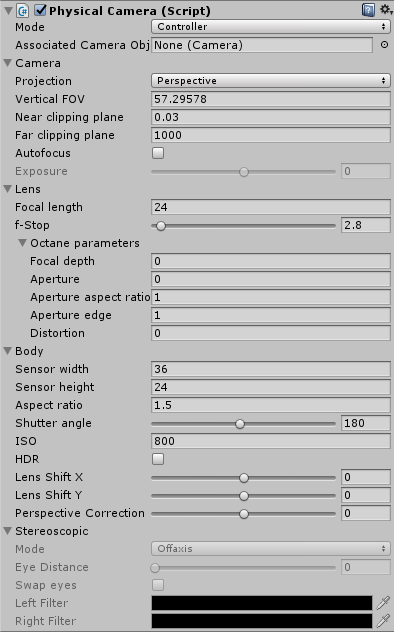 Physical Camera (Script)
Mode Controller
Associated Camera Obj None (Camera)
Camera
Projection Perspective
Vertical FOV 57.29578
Near clipping plane 0.03
Far clipping plane 1000
Autofocus
Exposure 0
Lens
Focal length 24
f-Stop 2.8
Octane parameters
Focal depth 0
Aperture 0
Aperture aspect ratio 1
Aperture edge 1
Distortion 0
Body
Sensor width 36
Sensor height 24
Aspect ratio 1.5
Shutter angle 180
ISO 800
HDR
Lens Shift X 0
Lens Shift Y 0
Perspective Correction 0
Stereoscopic
Mode Offaxis
Eye Distance 0
Swap eyes
Left Filter
Right Filter